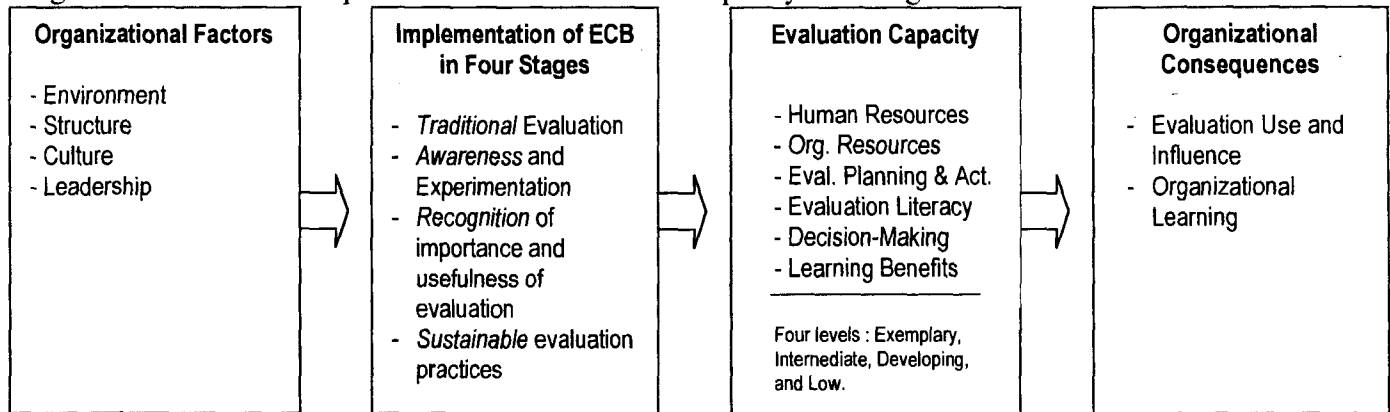 Organizational Factors
- Environment
- Structure
- Culture
- Leadership
Implementation of ECB
in Four Stages
- Traditional Evaluation
- Awareness and
Experimentation
- Recognition of
importance and
usefulness of
evaluation
- Sustainable evaluation
practices
Evaluation Capacity
- Human Resources
- Org. Resources
- Eval. Planning & Act.
- Evaluation Literacy
- Decision-Making
- Learning Benefits
Four levels : Exemplary,
Internediate, Developing,
and Low.
Organizational
Consequences
- Evaluation Use and
Influence
- Organizational
Learning